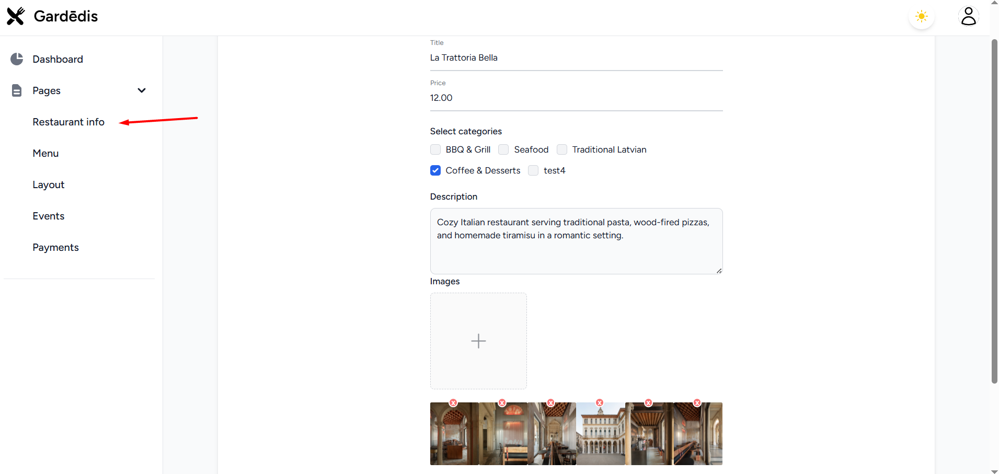 Gardēdis
Dashboard
Pages
Restaurant info
Menu
Layout
Events
Payments
Title
La Trattoria Bella
Price
12.00
Select categories
BBQ & Grill Seafood Traditional Latvian
Coffee & Desserts test4
Description
Cozy Italian restaurant serving traditional pasta, wood-fired pizzas,
and homemade tiramisu in a romantic setting.
Images
x x x x x x